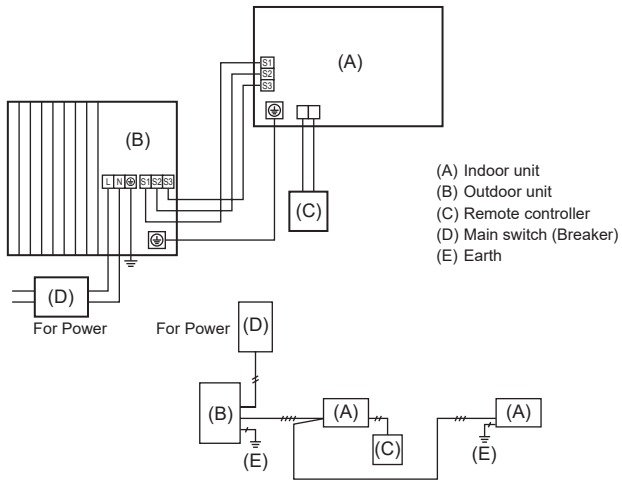 (A)
S1
S2
S3
(B)
L N S1 S2 S3
(C)
(A) Indoor unit
(B) Outdoor unit
(C) Remote controller
(D) Main switch (Breaker)
(E) Earth
(D)
For Power
For Power (D)
(B) (A) (A)
(C)
(E) (E)